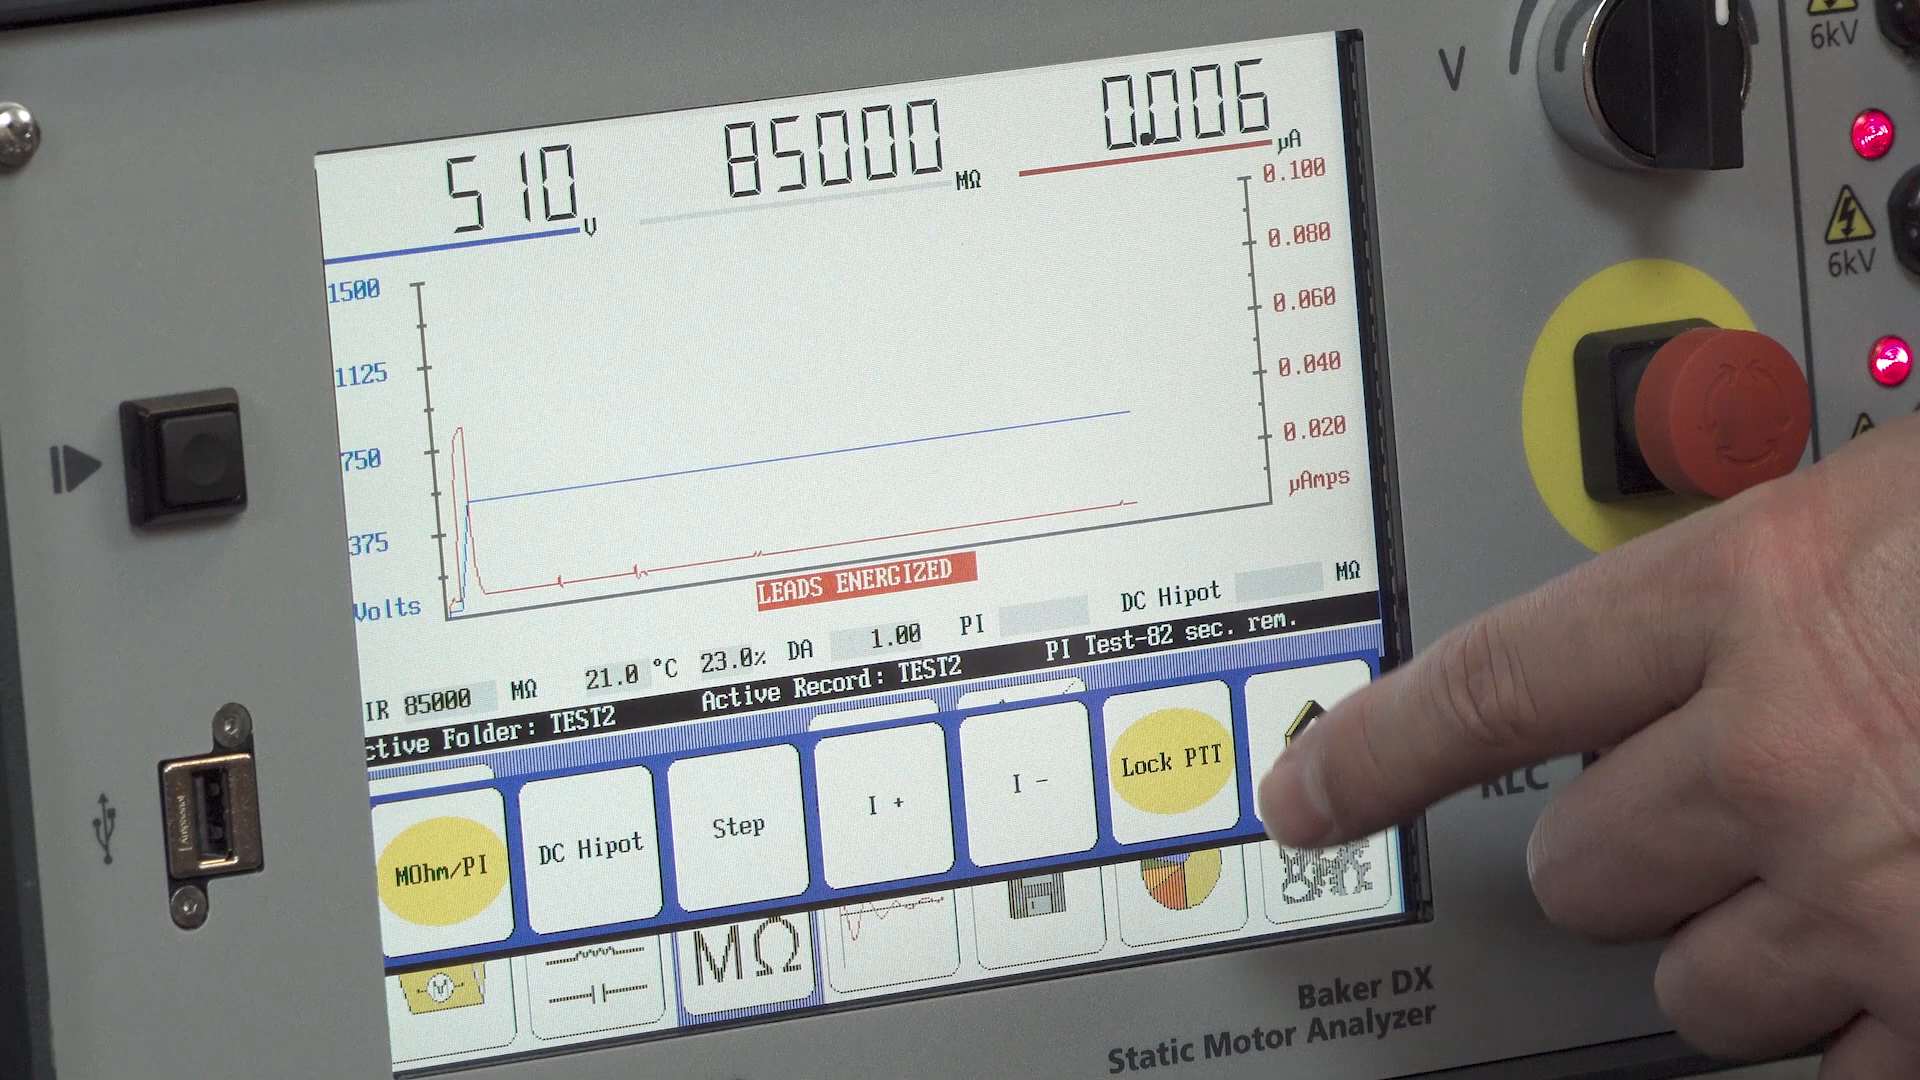 510 V
85000 MΩ
0.006 µA
V
6kV
6kV
1500
1125
750
375
Volts
0.100
0.080
0.060
0.040
0.020
µAmps
LEADS ENERGIZED
IR 85000 MΩ 21.0 °C 23.0% DA 1.00 PI DC Hipot MΩ
ctive Folder: TEST2 Active Record: TEST2 PI Test-82 sec. rem.
MOhm/PI
DC Hipot
Step
I +
I -
Lock PTT
MΩ
M
RLC
Baker DX
Static Motor Analyzer